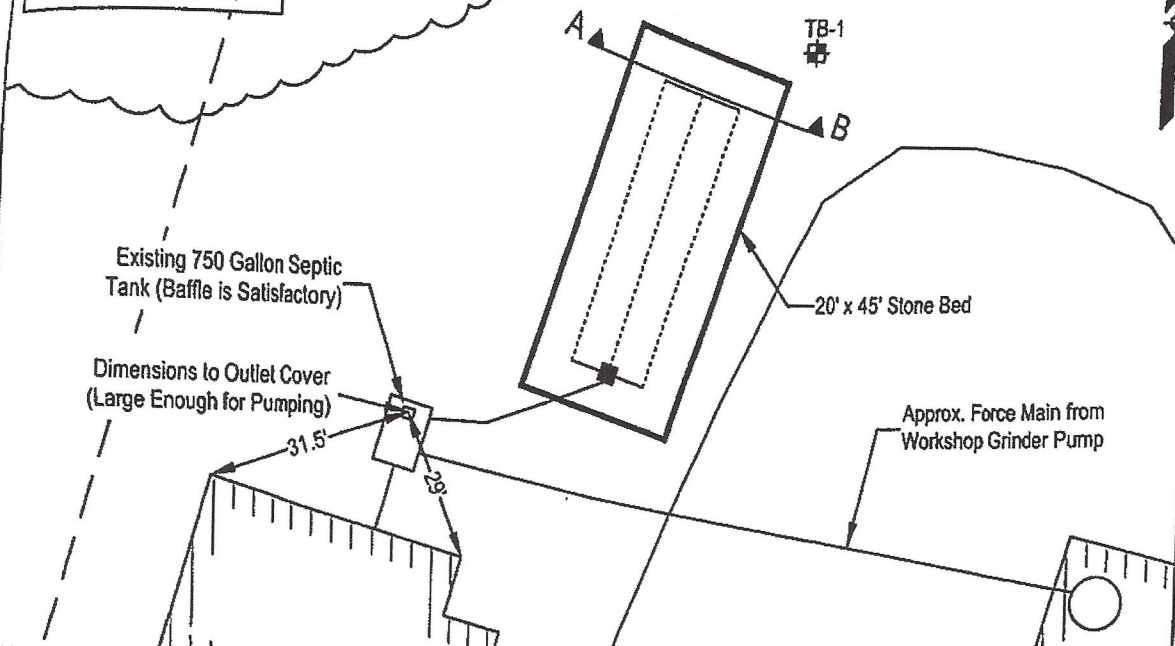 TB-1
A
B
Existing 750 Gallon Septic
Tank (Baffle is Satisfactory)
20' x 45' Stone Bed
Dimensions to Outlet Cover
(Large Enough for Pumping)
Approx. Force Main from
Workshop Grinder Pump
31.5'
29'